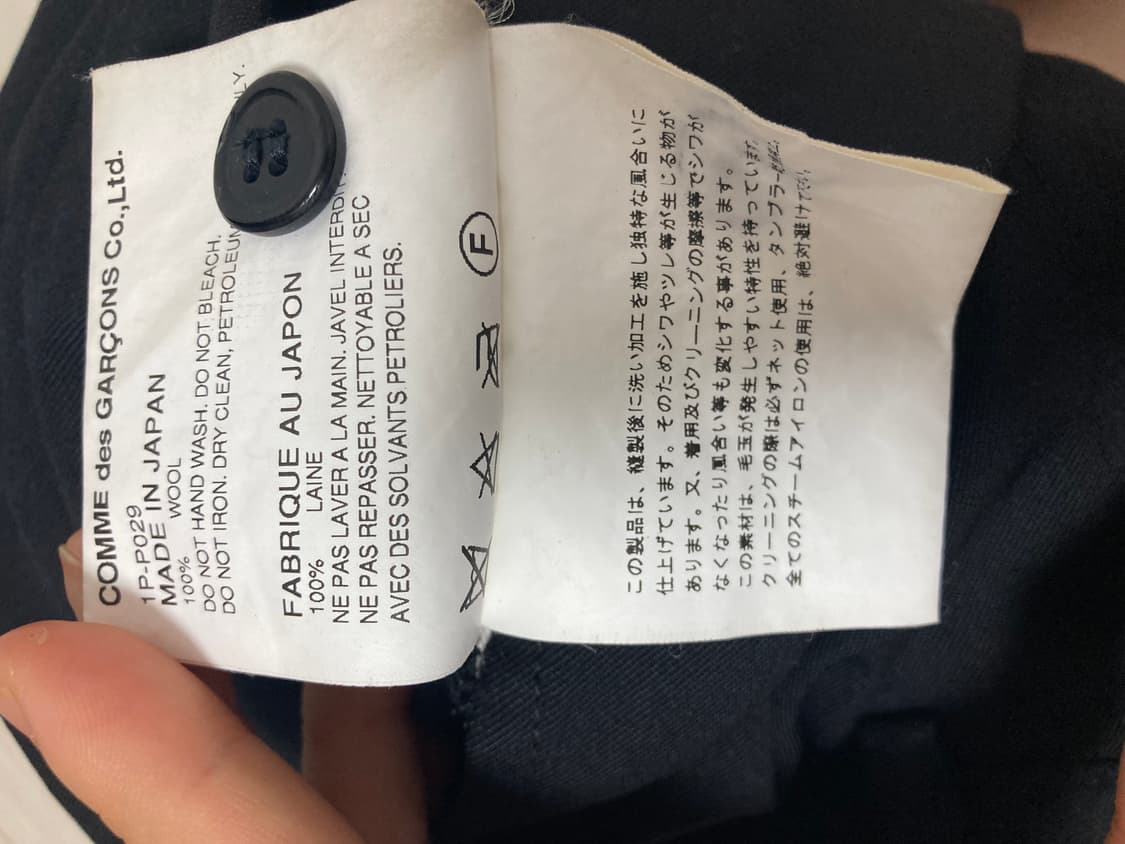 COMME des GARÇONS Co.,Ltd.
1P-P029
MADE IN JAPAN
100% WOOL
DO NOT HAND WASH. DO NOT BLEACH.
DO NOT IRON. DRY CLEAN, PETROLEUM
FABRIQUE AU JAPON
100% LAINE
NE PAS LAVER A LA MAIN. JAVEL INTERDIT.
NE PAS REPASSER. NETTOYABLE A SEC
AVEC DES SOLVANTS PETROLIERS.
F
この製品は、縫製後に洗い加工を施し独特な風合いに
仕上げています。そのためシワやツレ等が生じる物が
あります。又、着用及びクリーニングの摩擦等でシワが
なくなったり風合い等も変化する事があります。
この素材は、毛玉が発生しやすい特性を持っています。
クリーニングの際は必ずネット使用、タンブラー
全てのスチームアイロンの使用は、絶対避けて